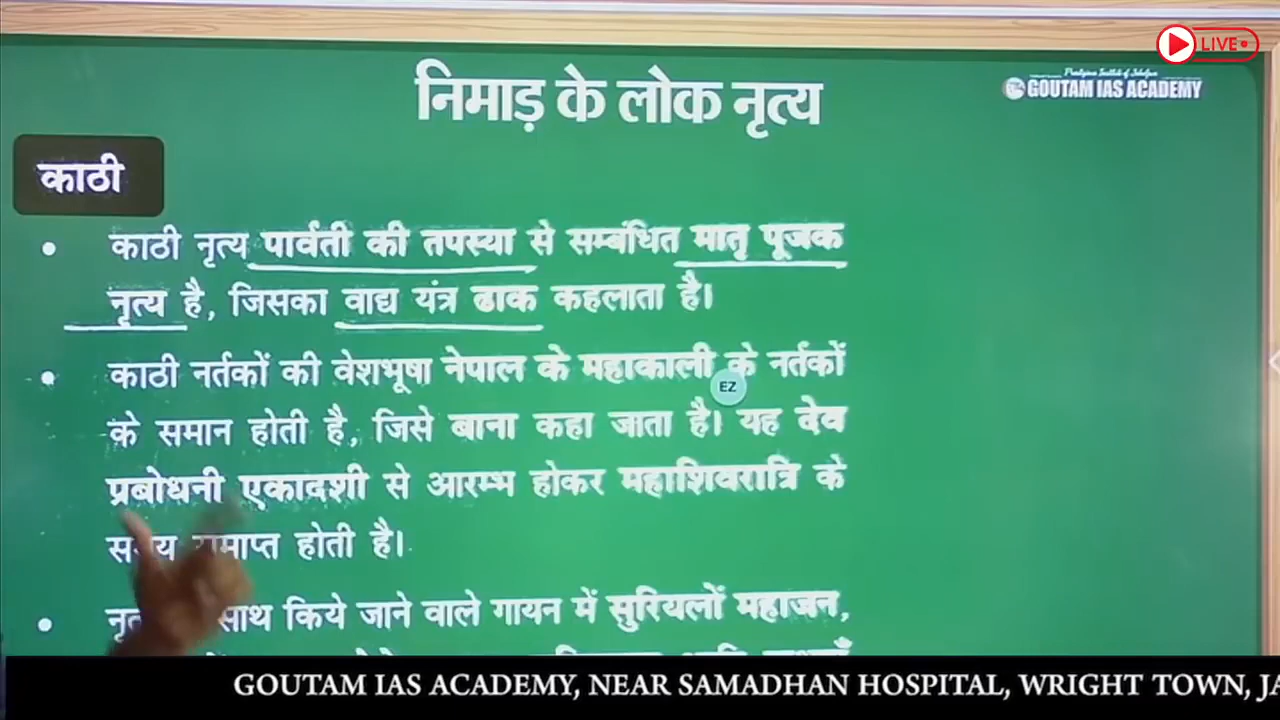 LIVE
निमाड़ के लोक नृत्य
GOUTAM IAS ACADEMY
काठी
• काठी नृत्य पार्वती की तपस्या से सम्बंधित मातृ पूजक
नृत्य है, जिसका वाद्य यंत्र ढाक कहलाता है।
• काठी नर्तकों की वेशभूषा नेपाल के महाकाली के नर्तकों
EZ
के समान होती है, जिसे बाना कहा जाता है। यह देव
प्रबोधनी एकादशी से आरम्भ होकर महाशिवरात्रि के
होती है।
• साथ किये जाने वाले गायन में सुरियलों महाजन,
GOUTAM IAS ACADEMY, NEAR SAMADHAN HOSPITAL, WRIGHT TOWN, JA